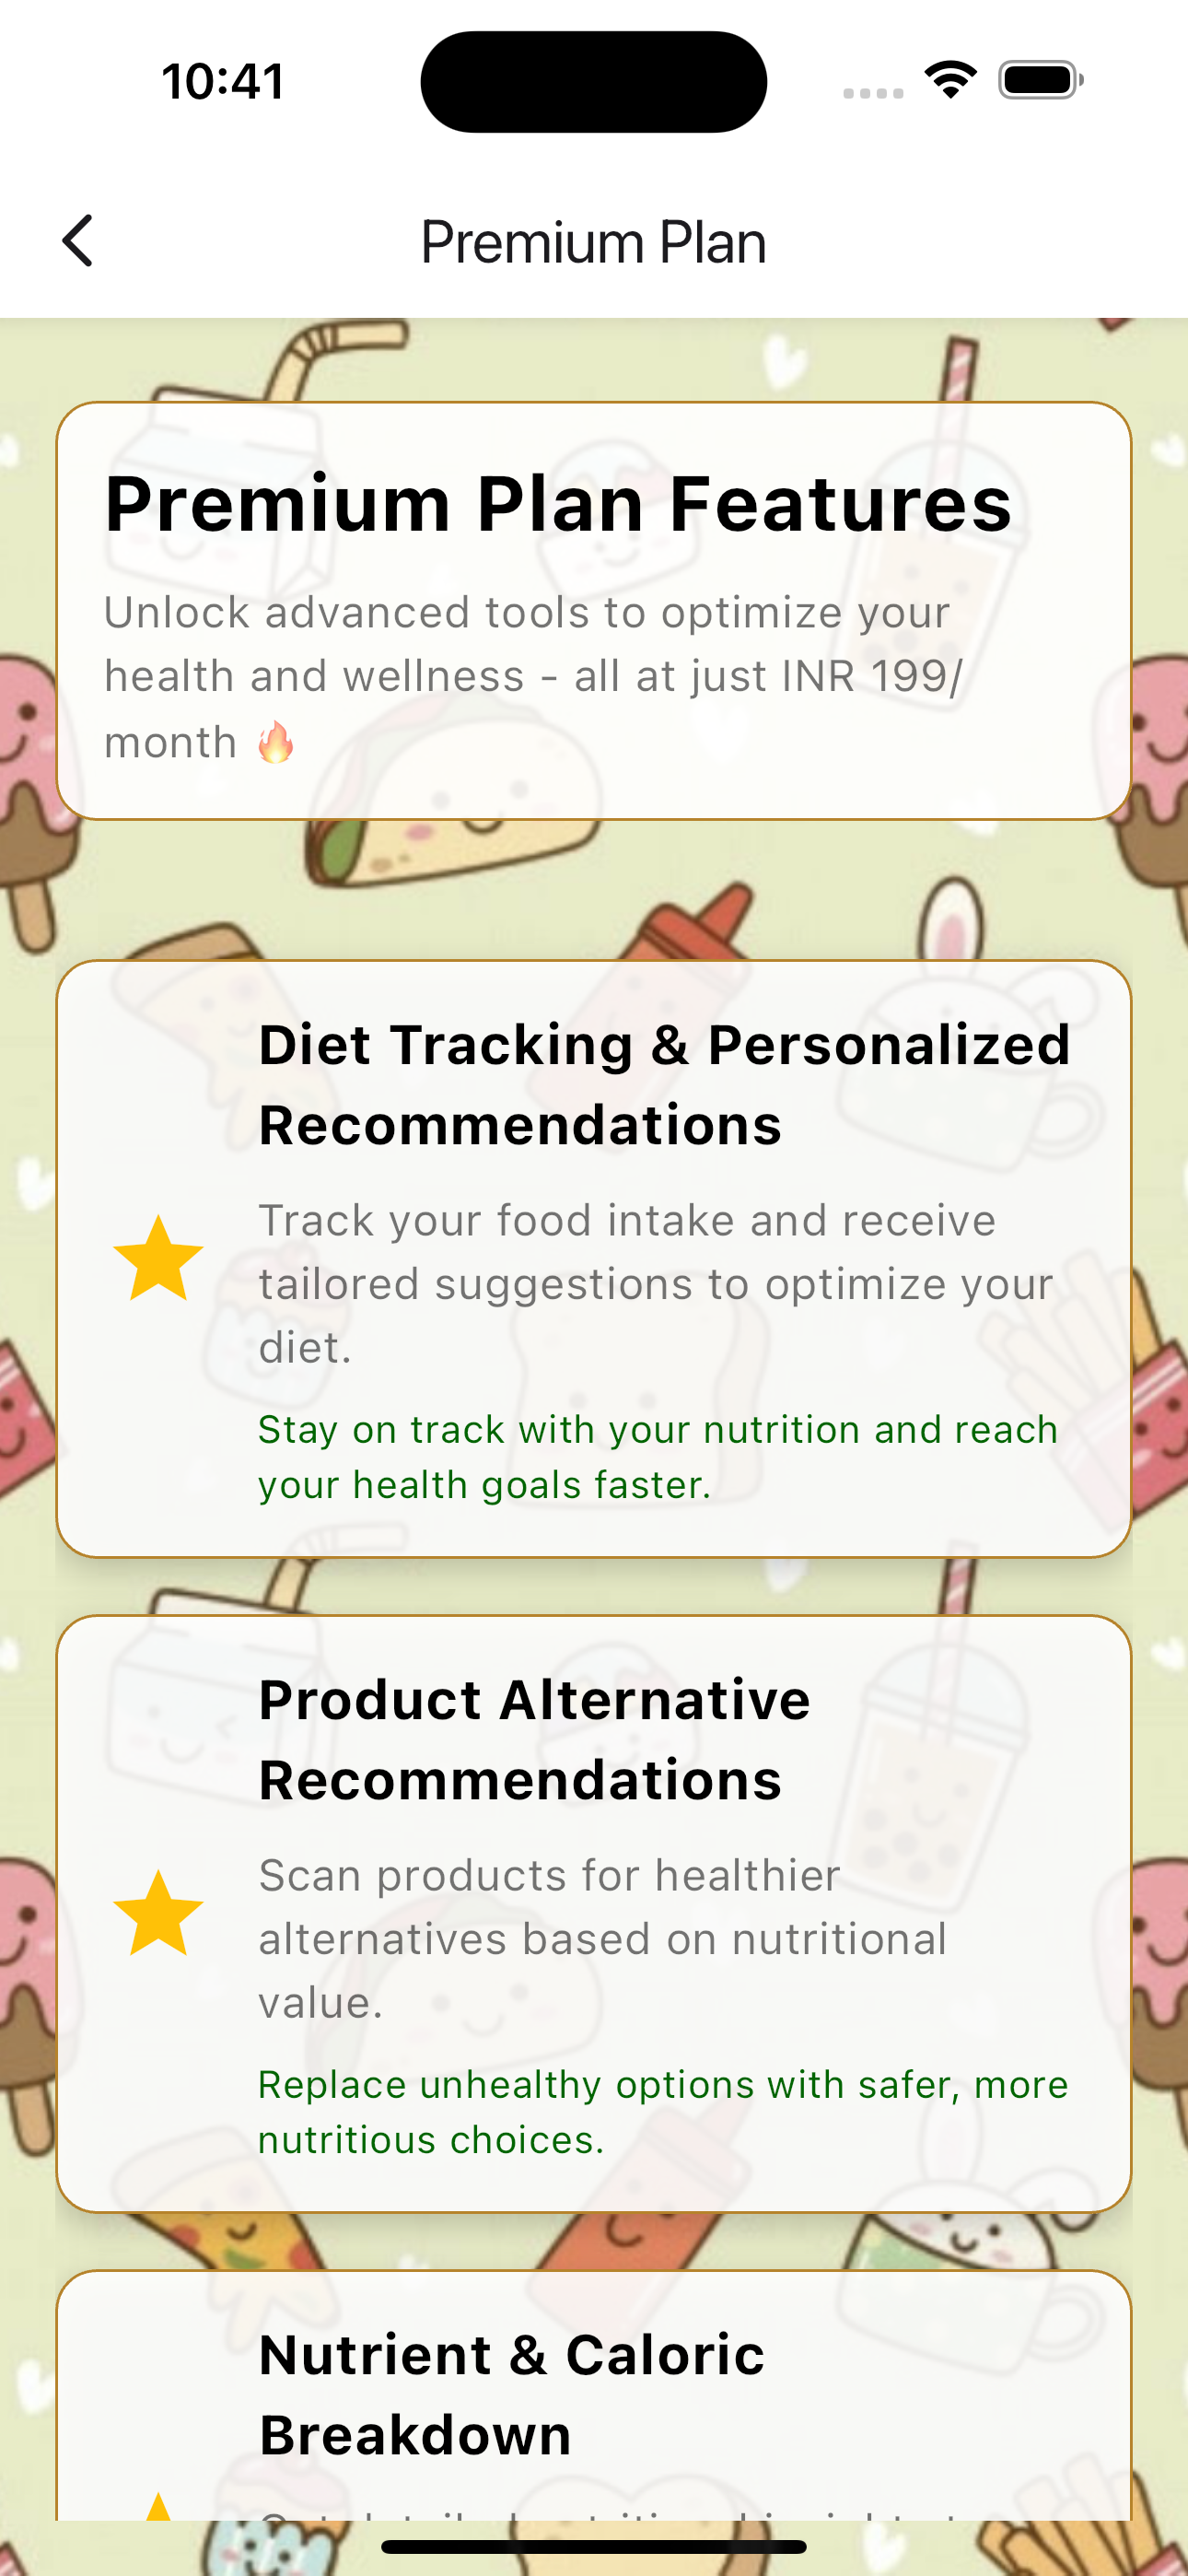 10:41
Premium Plan
Premium Plan Features
Unlock advanced tools to optimize your
health and wellness - all at just INR 199/
month 🔥
Diet Tracking & Personalized
Recommendations
Track your food intake and receive
tailored suggestions to optimize your
diet.
Stay on track with your nutrition and reach
your health goals faster.
Product Alternative
Recommendations
Scan products for healthier
alternatives based on nutritional
value.
Replace unhealthy options with safer, more
nutritious choices.
Nutrient & Caloric
Breakdown